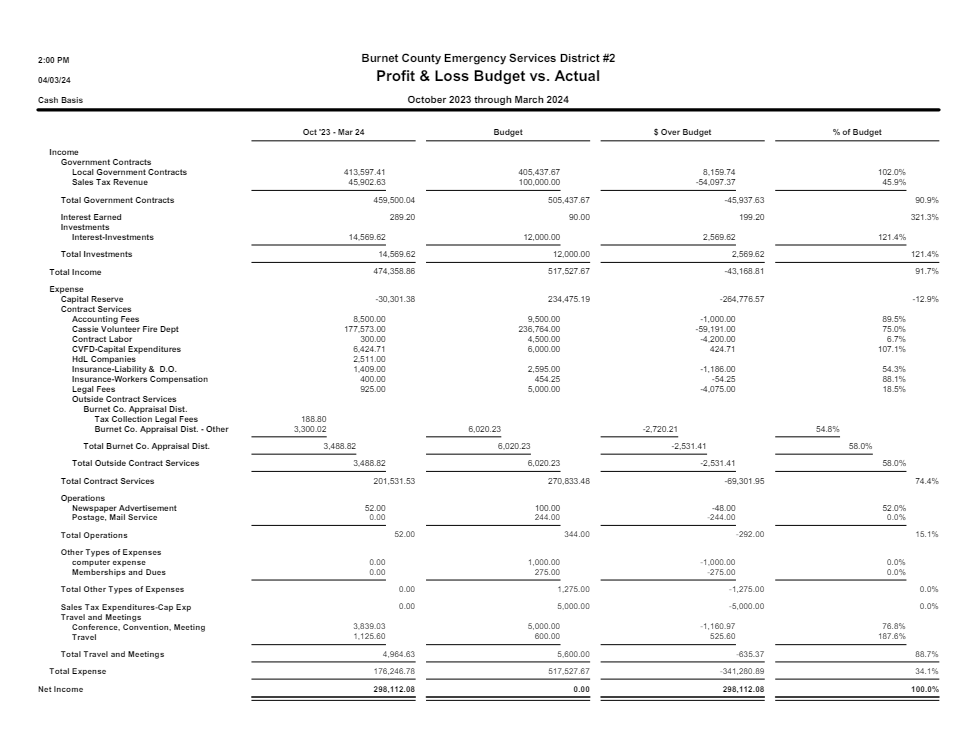 2:00 PM
Burnet County Emergency Services District #2
04/03/24
Profit & Loss Budget vs. Actual
Cash Basis
October 2023 through March 2024
Oct '23 - Mar 24 Budget $ Over Budget % of Budget
Income
Government Contracts
Local Government Contracts 413,597.41 405,437.67 8,159.74 102.0%
Sales Tax Revenue 45,902.63 100,000.00 -54,097.37 45.9%
Total Government Contracts 459,500.04 505,437.67 -45,937.63 90.9%
Interest Earned 289.20 90.00 199.20 321.3%
Investments
Interest-Investments 14,569.62 12,000.00 2,569.62 121.4%
Total Investments 14,569.62 12,000.00 2,569.62 121.4%
Total Income 474,358.86 517,527.67 -43,168.81 91.7%
Expense
Capital Reserve -30,301.38 234,475.19 -264,776.57 -12.9%
Contract Services
Accounting Fees 8,500.00 9,500.00 -1,000.00 89.5%
Cassie Volunteer Fire Dept 177,573.00 236,764.00 -59,191.00 75.0%
Contract Labor 300.00 4,500.00 -4,200.00 6.7%
CVFD-Capital Expenditures 6,424.71 6,000.00 424.71 107.1%
HdL Companies 2,511.00
Insurance-Liability & D.O. 1,409.00 2,595.00 -1,186.00 54.3%
Insurance-Workers Compensation 400.00 454.25 -54.25 88.1%
Legal Fees 925.00 5,000.00 -4,075.00 18.5%
Outside Contract Services
Burnet Co. Appraisal Dist.
Tax Collection Legal Fees 188.80
Burnet Co. Appraisal Dist. - Other 3,300.02 6,020.23 -2,720.21 54.8%
Total Burnet Co. Appraisal Dist. 3,488.82 6,020.23 -2,531.41 58.0%
Total Outside Contract Services 3,488.82 6,020.23 -2,531.41 58.0%
Total Contract Services 201,531.53 270,833.48 -69,301.95 74.4%
Operations
Newspaper Advertisement 52.00 100.00 -48.00 52.0%
Postage, Mail Service 0.00 244.00 -244.00 0.0%
Total Operations 52.00 344.00 -292.00 15.1%
Other Types of Expenses
computer expense 0.00 1,000.00 -1,000.00 0.0%
Memberships and Dues 0.00 275.00 -275.00 0.0%
Total Other Types of Expenses 0.00 1,275.00 -1,275.00 0.0%
Sales Tax Expenditures-Cap Exp 0.00 5,000.00 -5,000.00 0.0%
Travel and Meetings
Conference, Convention, Meeting 3,839.03 5,000.00 -1,160.97 76.8%
Travel 1,125.60 600.00 525.60 187.6%
Total Travel and Meetings 4,964.63 5,600.00 -635.37 88.7%
Total Expense 176,246.78 517,527.67 -341,280.89 34.1%
Net Income 298,112.08 0.00 298,112.08 100.0%